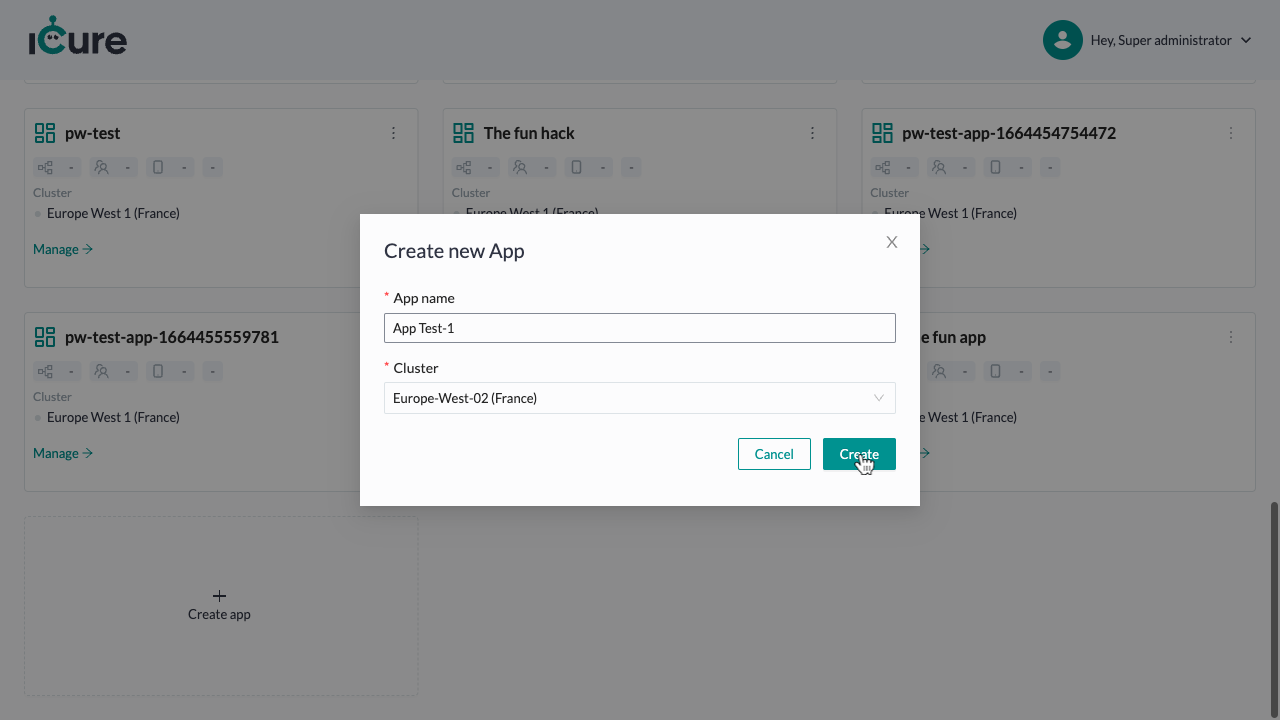 iCure
Hey, Super administrator
pw-test
The fun hack
pw-test-app-1664454754472
- - - -
- - - -
- - - -
Cluster
Cluster
Cluster
Europe West 1 (France)
Europe West 1 (France)
Europe West 1 (France)
Manage
Create new App
* App name
App Test-1
* Cluster
Europe-West-02 (France)
Cancel
Create
pw-test-app-1664455559781
fun app
- - - -
- - -
Cluster
Europe West 1 (France)
West 1 (France)
Manage
Create app